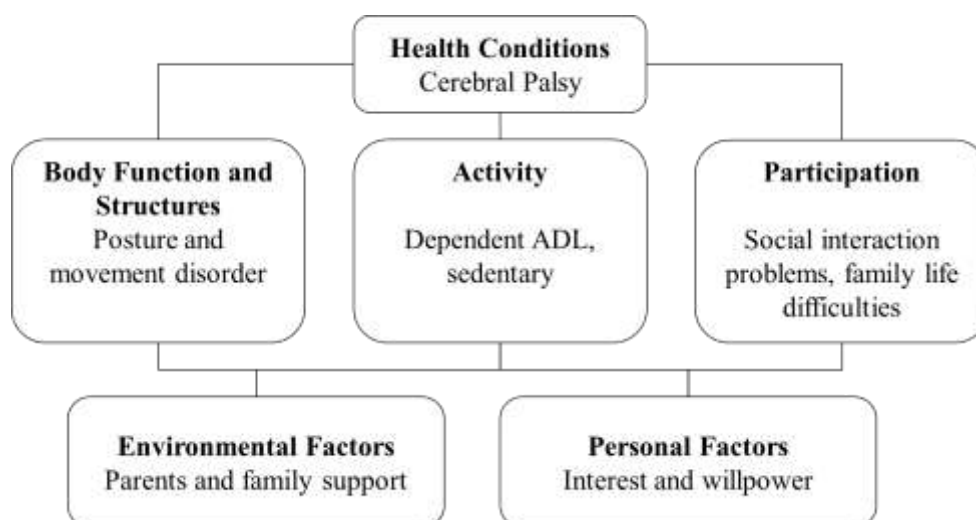 Health Conditions
Cerebral Palsy
Body Function and
Structures
Posture and
movement disorder
Activity
Dependent ADL,
sedentary
Participation
Social interaction
problems, family life
difficulties
Environmental Factors
Parents and family support
Personal Factors
Interest and willpower